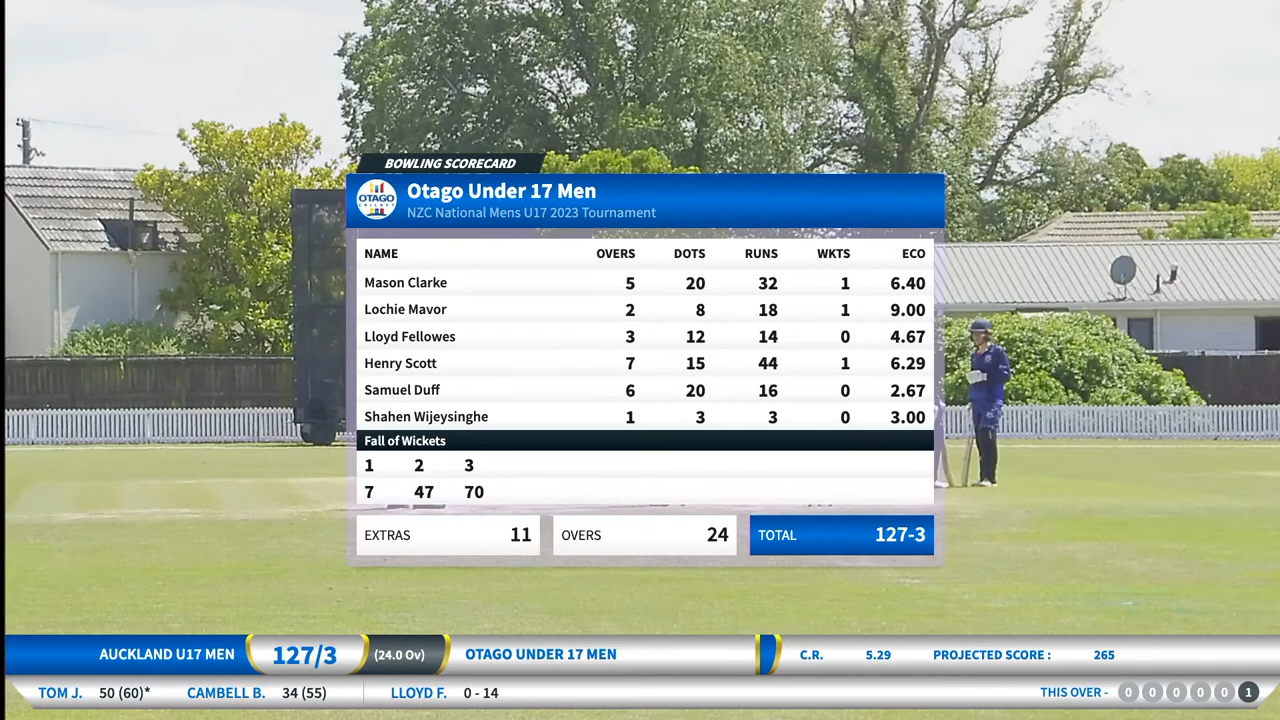 BOWLING SCORECARD
OTAGO
CRICKET
Otago Under 17 Men
NZC National Mens U17 2023 Tournament
NAME OVERS DOTS RUNS WKTS ECO
Mason Clarke 5 20 32 1 6.40
Lochie Mavor 2 8 18 1 9.00
Lloyd Fellowes 3 12 14 0 4.67
Henry Scott 7 15 44 1 6.29
Samuel Duff 6 20 16 0 2.67
Shahen Wijeysinghe 1 3 3 0 3.00
Fall of Wickets
1 2 3
7 47 70
EXTRAS 11 OVERS 24 TOTAL 127-3
AUCKLAND U17 MEN 127/3 (24.0 Ov) OTAGO UNDER 17 MEN C.R. 5.29 PROJECTED SCORE : 265
TOM J. 50 (60)* CAMBELL B. 34 (55) LLOYD F. 0 - 14 THIS OVER - 0 0 0 0 0 1